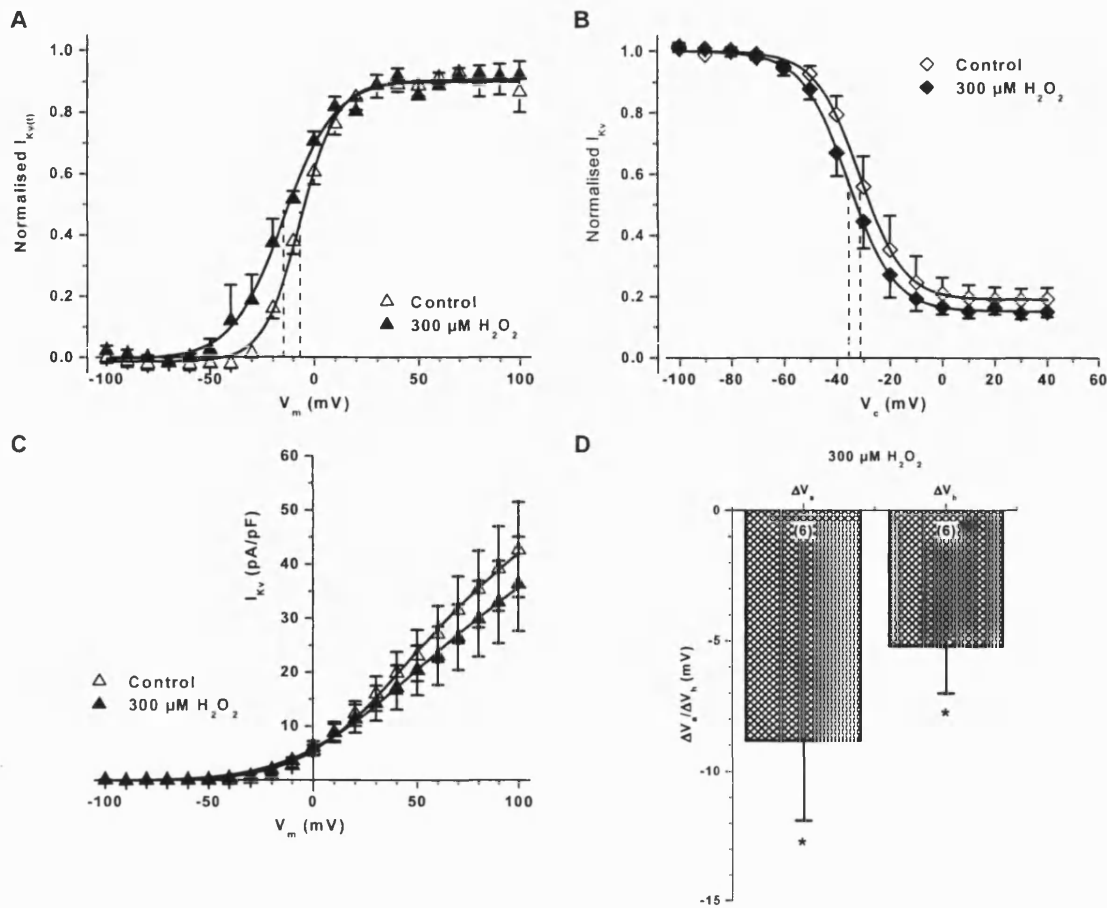 A
Normalised I_Kv(t)
1.0
0.8
0.6
0.4
0.2
0.0
-100
-50
0
50
100
V_m (mV)
Control
300 µM H₂O₂
B
Normalised I_Kv
1.0
0.8
0.6
0.4
0.2
0.0
-100
-80
-60
-40
-20
0
20
40
60
V_c (mV)
Control
300 µM H₂O₂
C
I_Kv (pA/pF)
60
50
40
30
20
10
-100
-50
0
50
100
V_m (mV)
Control
300 µM H₂O₂
D
300 µM H₂O₂
ΔV_a
ΔV_h
0
-5
-10
-15
(6)
(6)
*
*
ΔV_a/ΔV_h (mV)